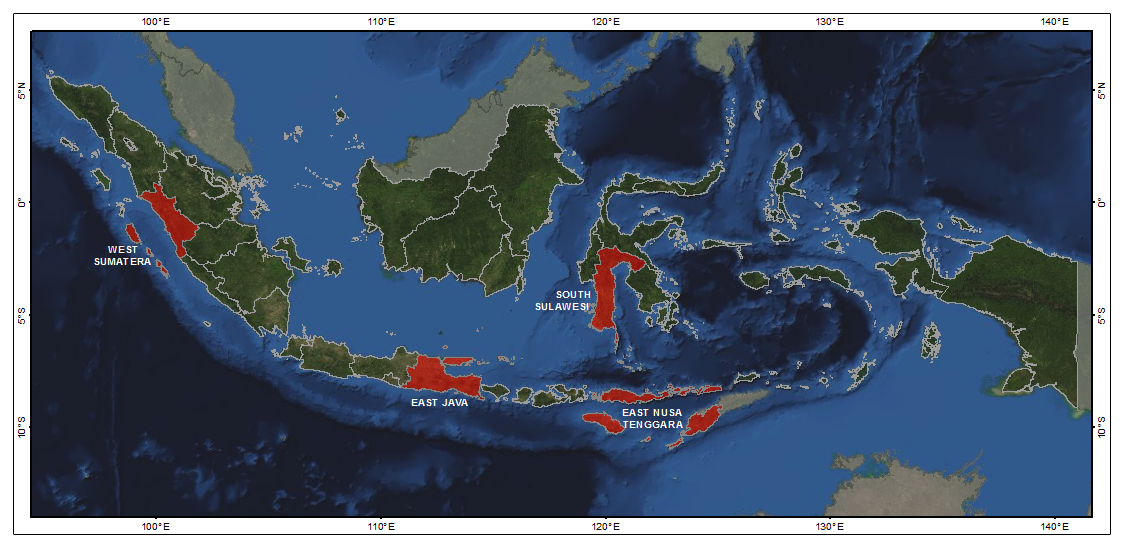 100°E 110°E 120°E 130°E 140°E
5°N 5°N
0° 0°
WEST
SUMATERA
SOUTH
SULAWESI
5°S 5°S
EAST JAVA
EAST NUSA
TENGGARA
10°S 10°S
100°E 110°E 120°E 130°E 140°E